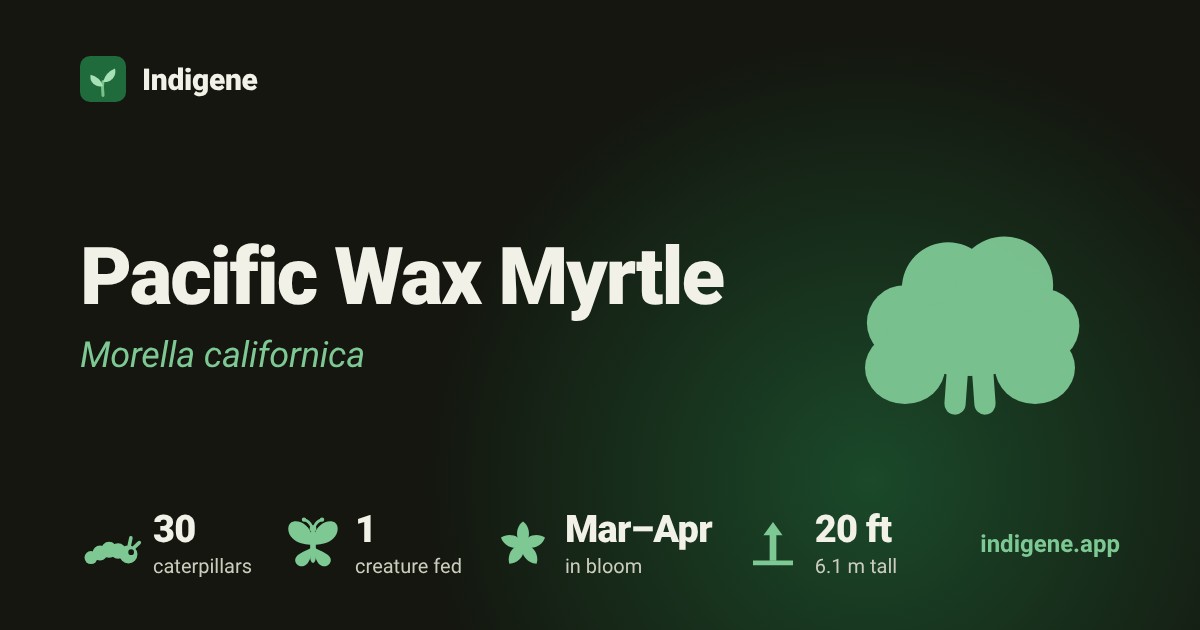 Indigene
Pacific Wax Myrtle
Morella californica
30
caterpillars
1
creature fed
Mar–Apr
in bloom
20 ft
6.1 m tall
indigene.app